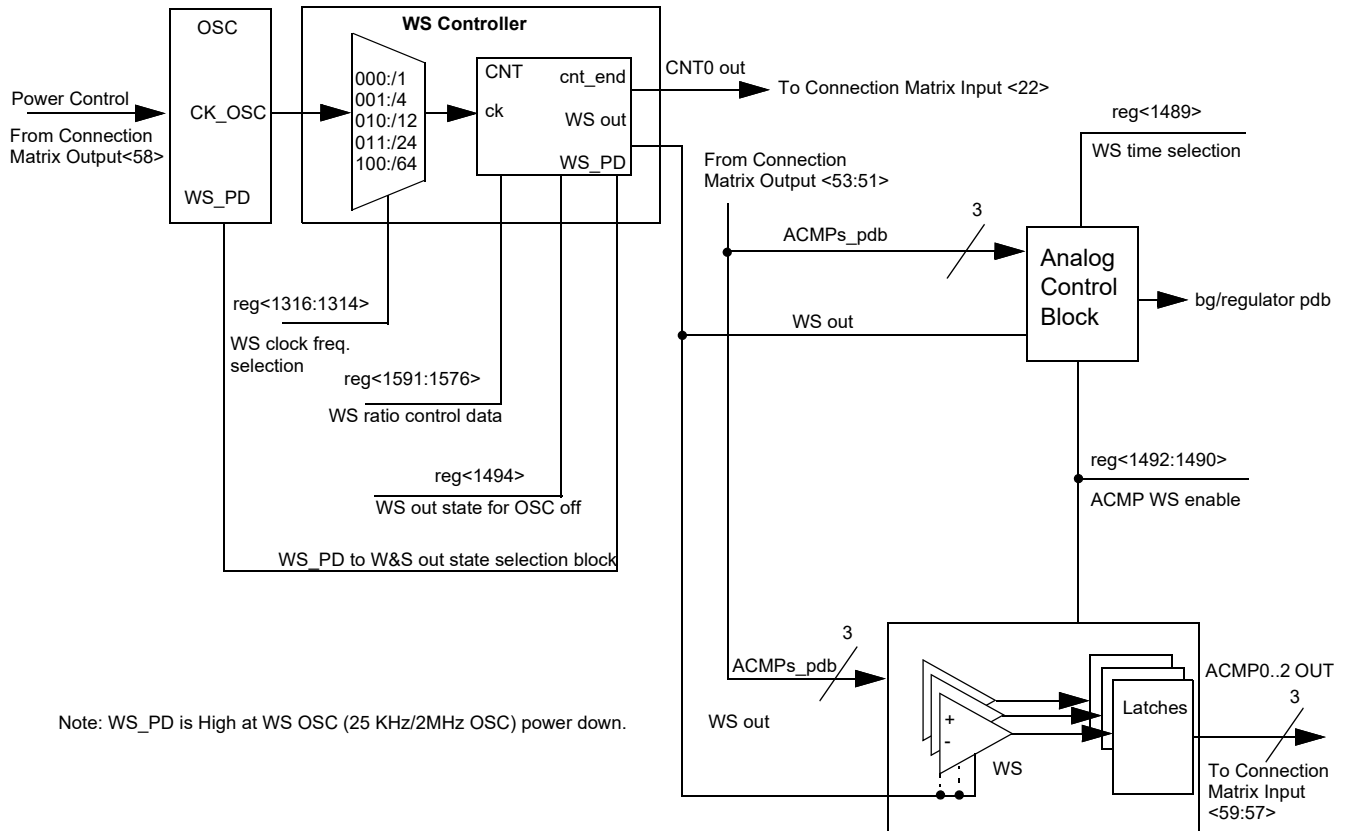 OSC
WS Controller
CNT
cnt_end
CNT0 out
To Connection Matrix Input <22>
000:/1
001:/4
010:/12
011:/24
100:/64
Power Control
CK_OSC
ck
WS out
From Connection
Matrix Output<58>
WS_PD
WS_PD
reg<1489>
WS time selection
From Connection
Matrix Output <53:51>
3
ACMPs_pdb
Analog
Control
Block
bg/regulator pdb
WS out
reg<1316:1314>
WS clock freq.
selection
reg<1591:1576>
WS ratio control data
reg<1494>
WS out state for OSC off
WS_PD to W&S out state selection block
reg<1492:1490>
ACMP WS enable
3
ACMPs_pdb
ACMP0..2 OUT
3
Latches
+
-
WS out
WS
To Connection
Matrix Input
<59:57>
Note: WS_PD is High at WS OSC (25 KHz/2MHz OSC) power down.